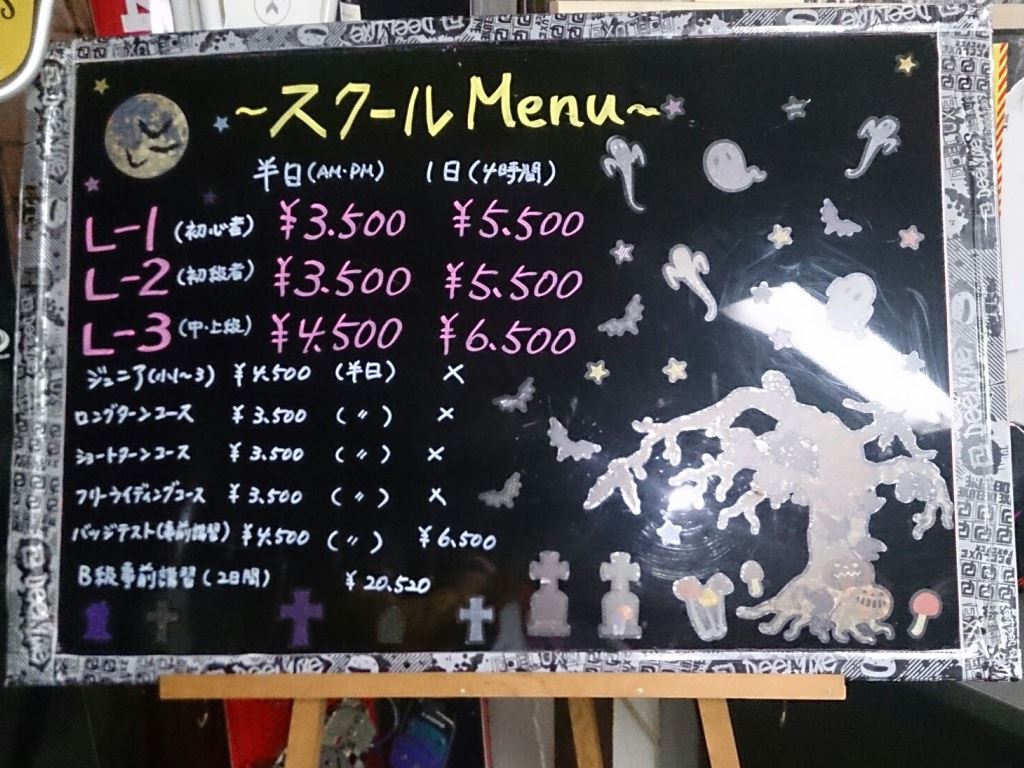 ~スクールMenu~
半日(AM・PM) 1日(4時間)
L-1(初心者) ¥3.500 ¥5.500
L-2(初級者) ¥3.500 ¥5.500
L-3(中・上級) ¥4.500 ¥6.500
ジュニア(小1~3) ¥4.500 (半日) ×
ロングターンコース ¥3.500 (〃) ×
ショートターンコース ¥3.500 (〃) ×
フリーライディングコース ¥3.500 (〃) ×
バッジテスト(事前講習) ¥4.500 (〃) ¥6,500
B級事前講習(2日間) ¥20.520